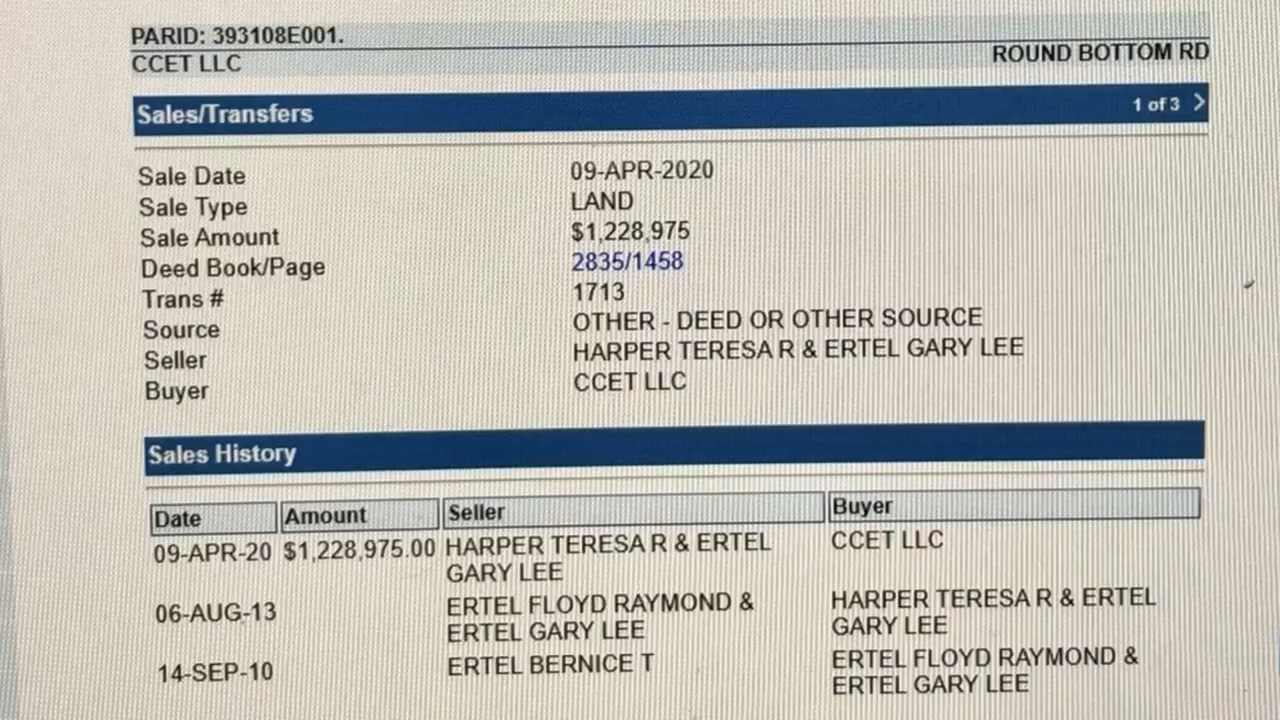 PARID: 393108E001.
CCET LLC
ROUND BOTTOM RD
Sales/Transfers
1 of 3 >
Sale Date 09-APR-2020
Sale Type LAND
Sale Amount $1,228,975
Deed Book/Page 2835/1458
Trans # 1713
Source OTHER - DEED OR OTHER SOURCE
Seller HARPER TERESA R & ERTEL GARY LEE
Buyer CCET LLC
Sales History
Date Amount Seller Buyer
09-APR-20 $1,228,975.00 HARPER TERESA R & ERTEL CCET LLC
GARY LEE
06-AUG-13 ERTEL FLOYD RAYMOND & HARPER TERESA R & ERTEL
ERTEL GARY LEE GARY LEE
14-SEP-10 ERTEL BERNICE T ERTEL FLOYD RAYMOND &
ERTEL GARY LEE